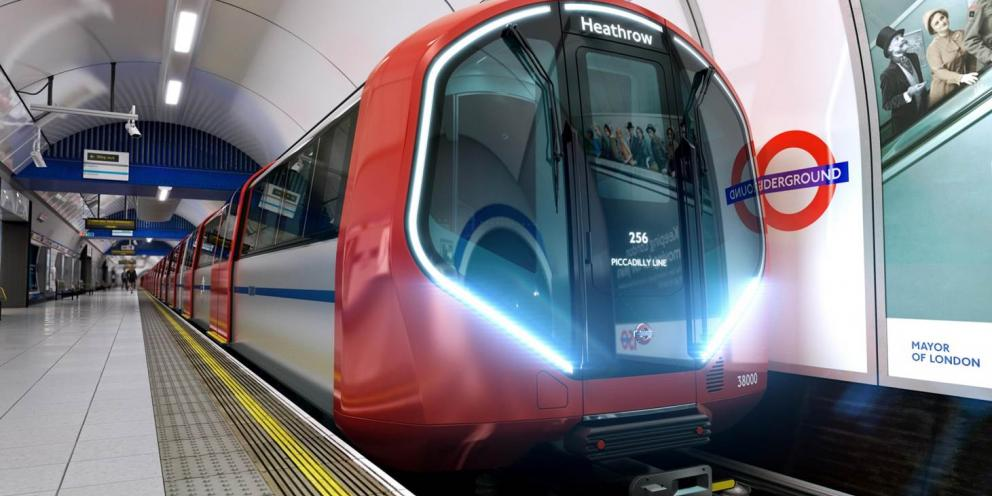 Heathrow
256
PICCADILLY LINE
38000
UNDERGROUND
MAYOR
OF LONDON